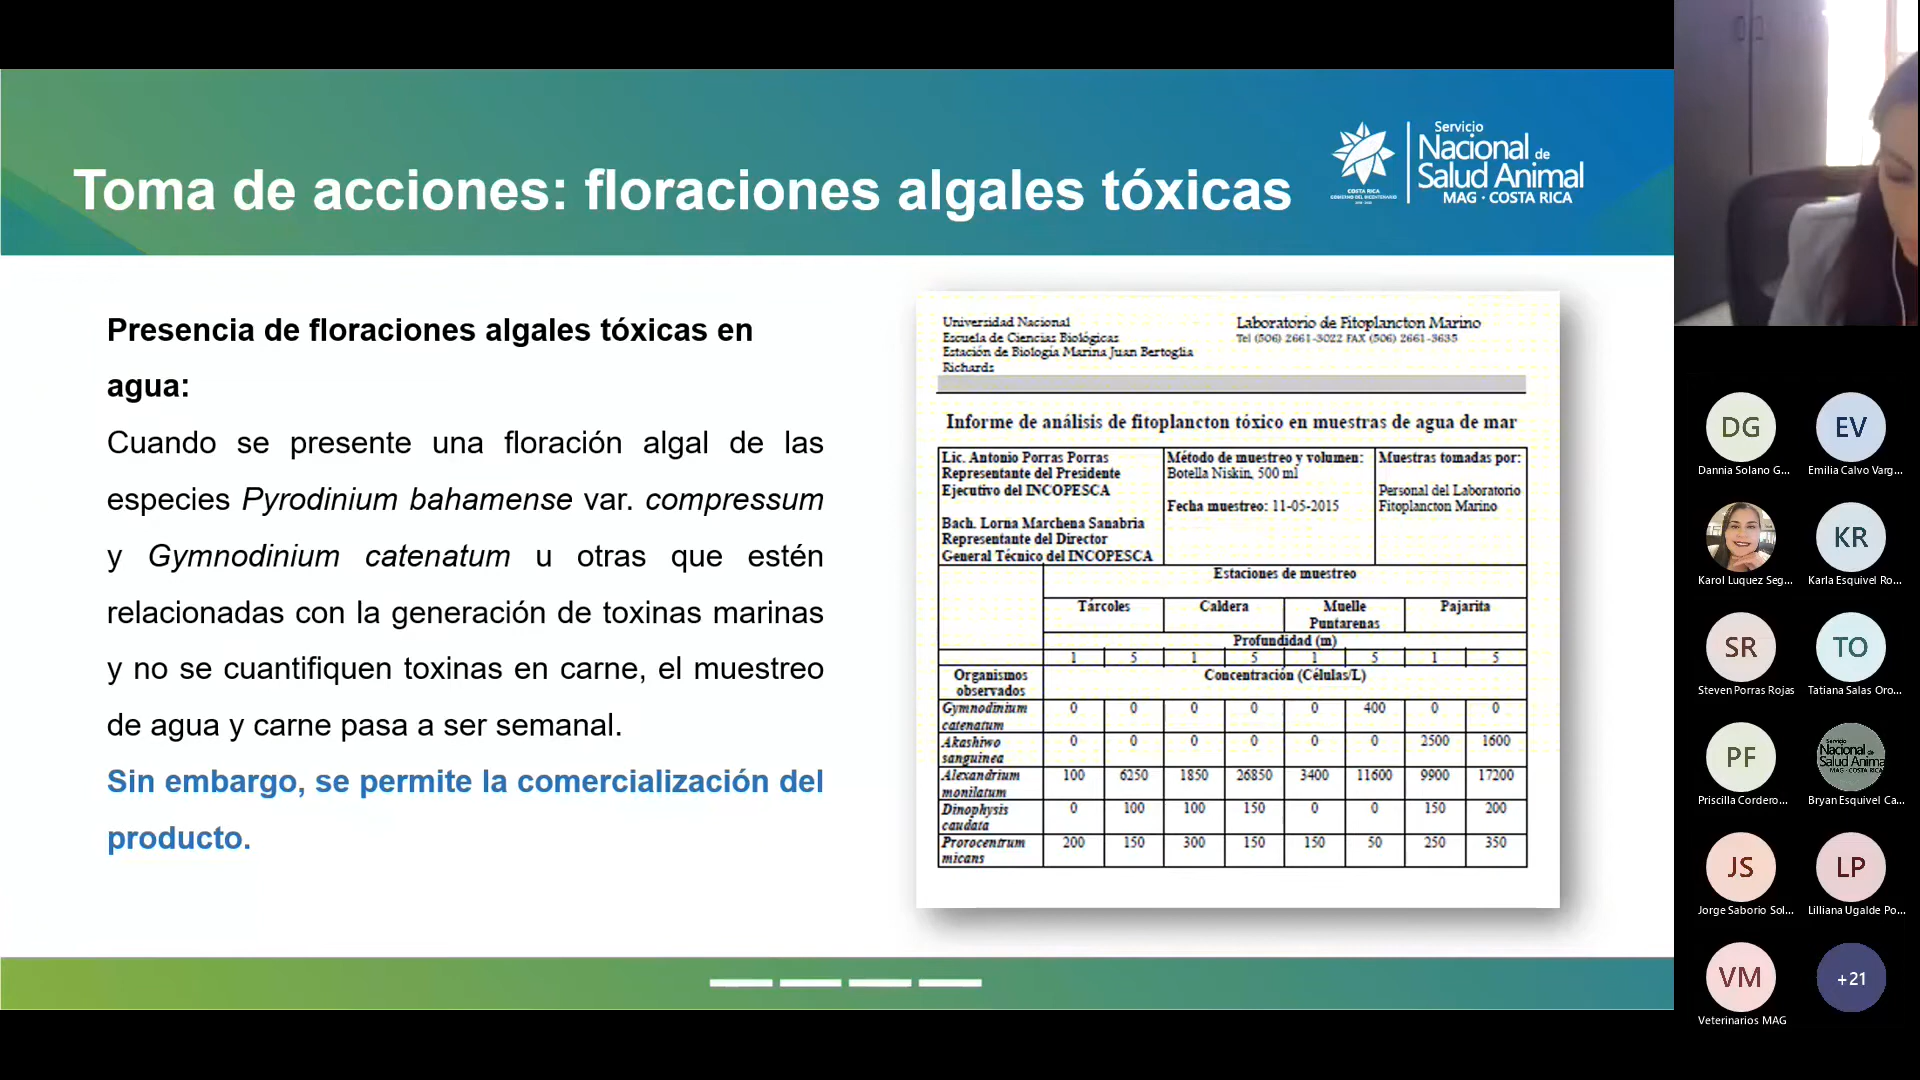 Toma de acciones: floraciones algales tóxicas
COSTA RICA
GOBIERNO DEL BICENTENARIO
Servicio
Nacional de
Salud Animal
MAG · COSTA RICA
Presencia de floraciones algales tóxicas en
agua:
Cuando se presente una floración algal de las
especies Pyrodinium bahamense var. compressum
y Gymnodinium catenatum u otras que estén
relacionadas con la generación de toxinas marinas
y no se cuantifiquen toxinas en carne, el muestreo
de agua y carne pasa a ser semanal.
Sin embargo, se permite la comercialización del
producto.
Universidad Nacional
Escuela de Ciencias Biológicas
Estación de Biología Marina Juan Bertoglia
Richards
Laboratorio de Fitoplancton Marino
Tel (506) 2661-3022 FAX (506) 2661-3635
Informe de análisis de fitoplancton tóxico en muestras de agua de mar
Lic. Antonio Porras Porras
Representante del Presidente
Ejecutivo del INCOPESCA
Bach. Lorna Marchena Sanabria
Representante del Director
General Técnico del INCOPESCA
Método de muestreo y volumen:
Botella Niskin, 500 ml
Fecha muestreo: 11-05-2015
Muestras tomadas por:
Personal del Laboratorio
Fitoplancton Marino
Estaciones de muestreo
Tárcoles Caldera Muelle Puntarenas Pajarita
Profundidad (m)
1 5 1 5 1 5 1 5
Organismos observados Concentración (Células/L)
Gymnodinium catenatum 0 0 0 0 0 400 0 0
Akashiwo sanguinea 0 0 0 0 0 0 2500 1600
Alexandrium monilatum 100 6250 1850 26850 3400 11600 9900 17200
Dinophysis caudata 0 100 100 150 0 0 150 200
Prorocentrum micans 200 150 300 150 150 50 250 350
DG
Dannia Solano G...
EV
Emilia Calvo Varg...
Karol Luquez Seg...
KR
Karla Esquivel Ro...
SR
Steven Porras Rojas
TO
Tatiana Salas Oro...
PF
Priscilla Cordero...
Servicio
Nacional de
Salud Anima
MAG · COSTA RICA
Bryan Esquivel Ca...
JS
Jorge Saborio Sol...
LP
Lilliana Ugalde Po...
VM
Veterinarios MAG
+21